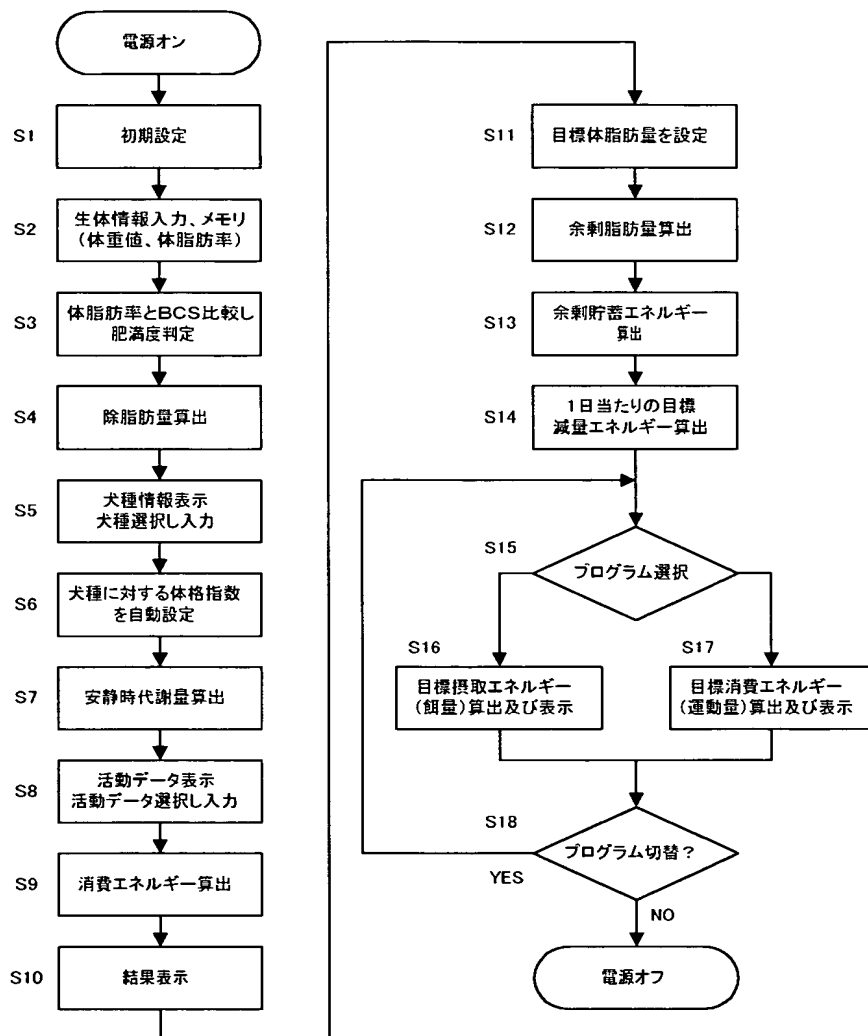 電源オン
S1
初期設定
S2
生体情報入力、メモリ
(体重値、体脂肪率)
S3
体脂肪率とBCS比較し
肥満度判定
S4
除脂肪量算出
S5
犬種情報表示
犬種選択し入力
S6
犬種に対する体格指数
を自動設定
S7
安静時代謝量算出
S8
活動データ表示
活動データ選択し入力
S9
消費エネルギー算出
S10
結果表示
S11
目標体脂肪量を設定
S12
余剰脂肪量算出
S13
余剰貯蓄エネルギー
算出
S14
1日当たりの目標
減量エネルギー算出
S15
プログラム選択
S16
目標摂取エネルギー
(餌量)算出及び表示
S17
目標消費エネルギー
(運動量)算出及び表示
S18
プログラム切替?
YES
NO
電源オフ